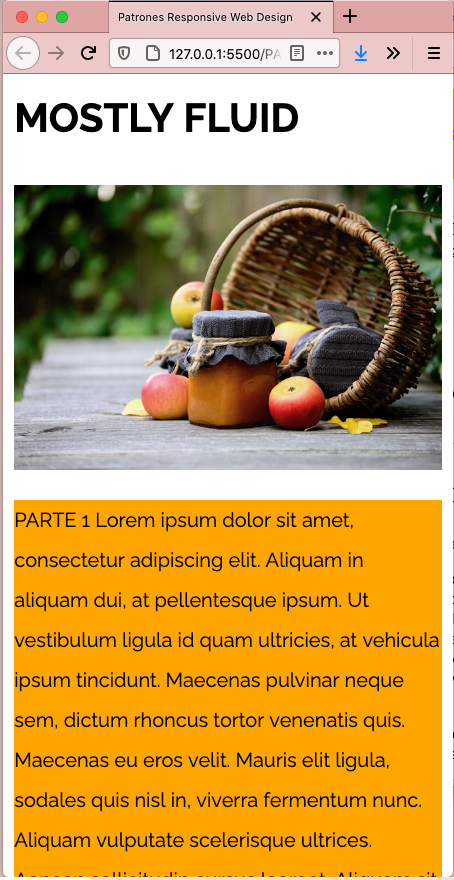 Patrones Responsive Web Design
127.0.0.1:5500/PA
MOSTLY FLUID
PARTE 1 Lorem ipsum dolor sit amet,
consectetur adipiscing elit. Aliquam in
aliquam dui, at pellentesque ipsum. Ut
vestibulum ligula id quam ultricies, at vehicula
ipsum tincidunt. Maecenas pulvinar neque
sem, dictum rhoncus tortor venenatis quis.
Maecenas eu eros velit. Mauris elit ligula,
sodales quis nisl in, viverra fermentum nunc.
Aliquam vulputate scelerisque ultrices.